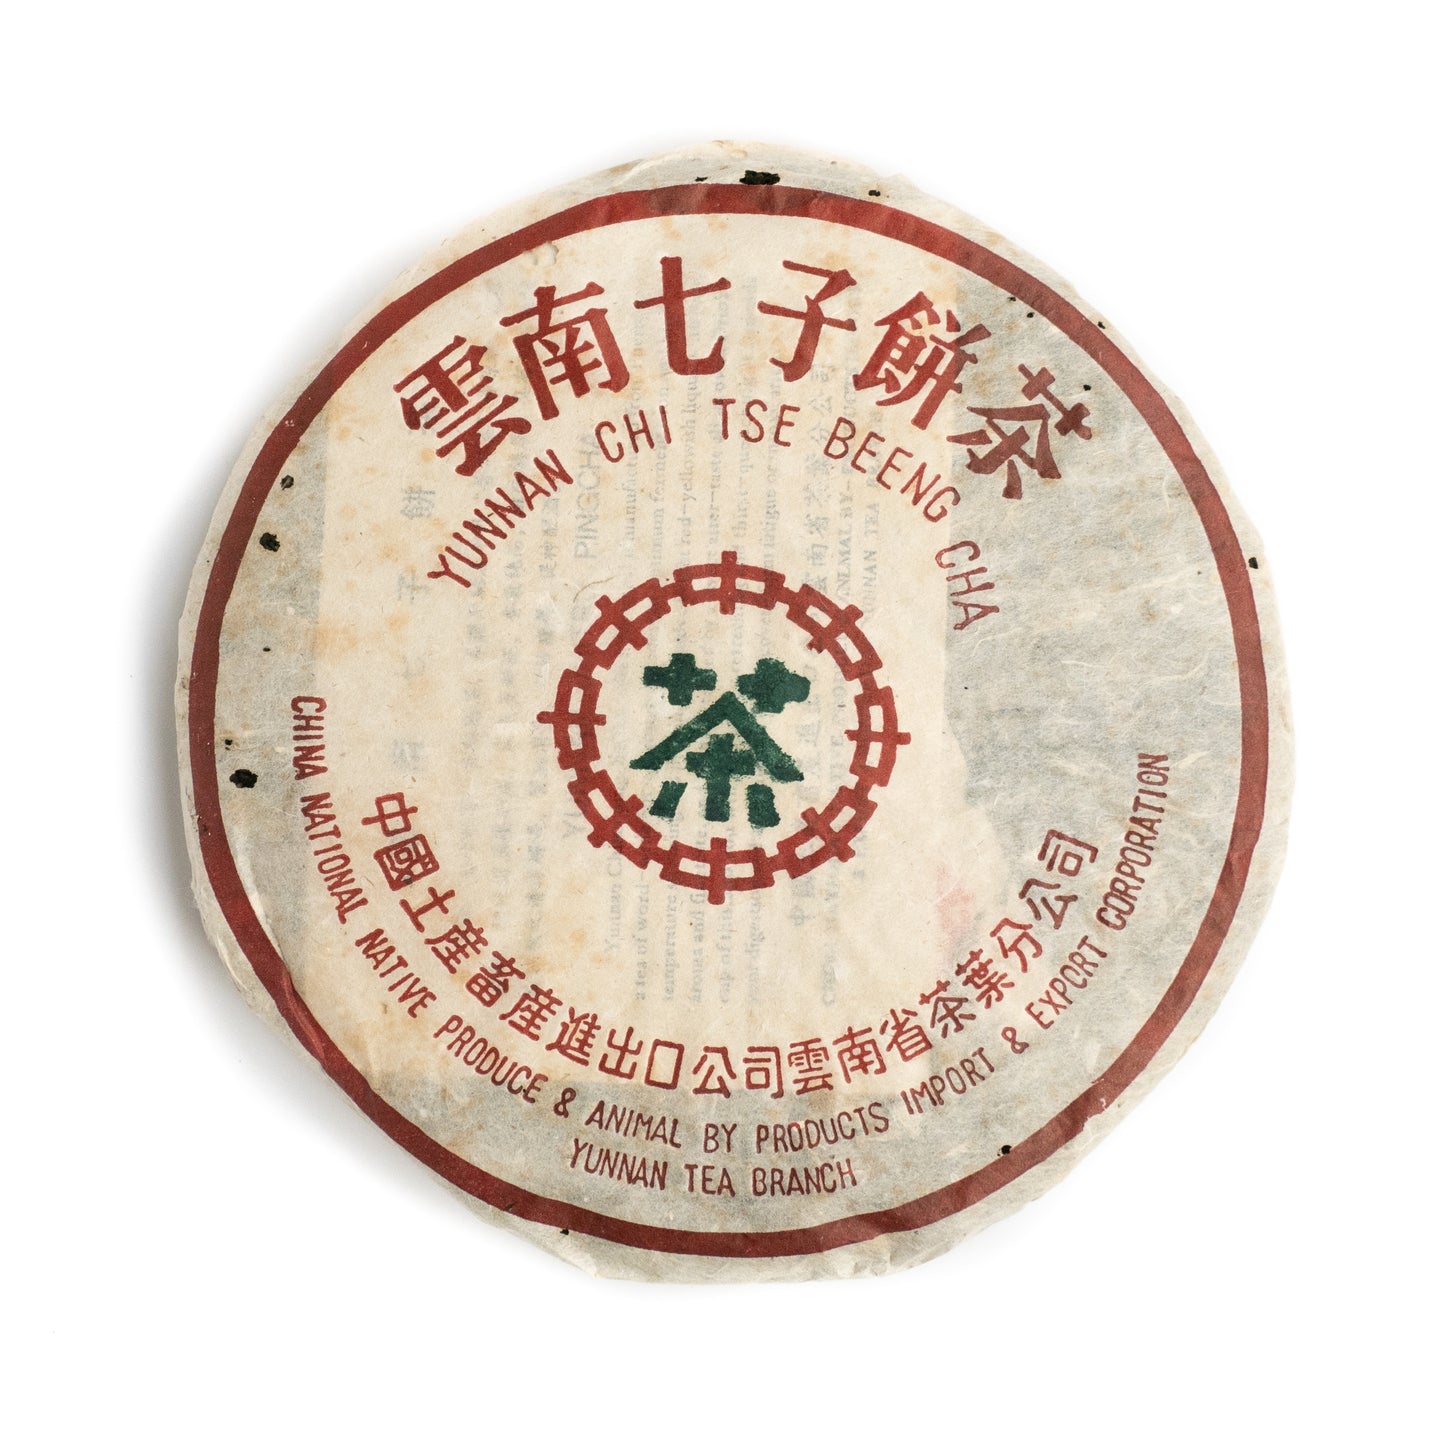 雲南七子餅茶
YUNNAN CHI TSE BEENG CHA
茶
中國土產畜產進出口公司雲南省茶葉分公司
CHINA NATIONAL NATIVE PRODUCE & ANIMAL BY PRODUCTS IMPORT & EXPORT CORPORATION
YUNNAN TEA BRANCH